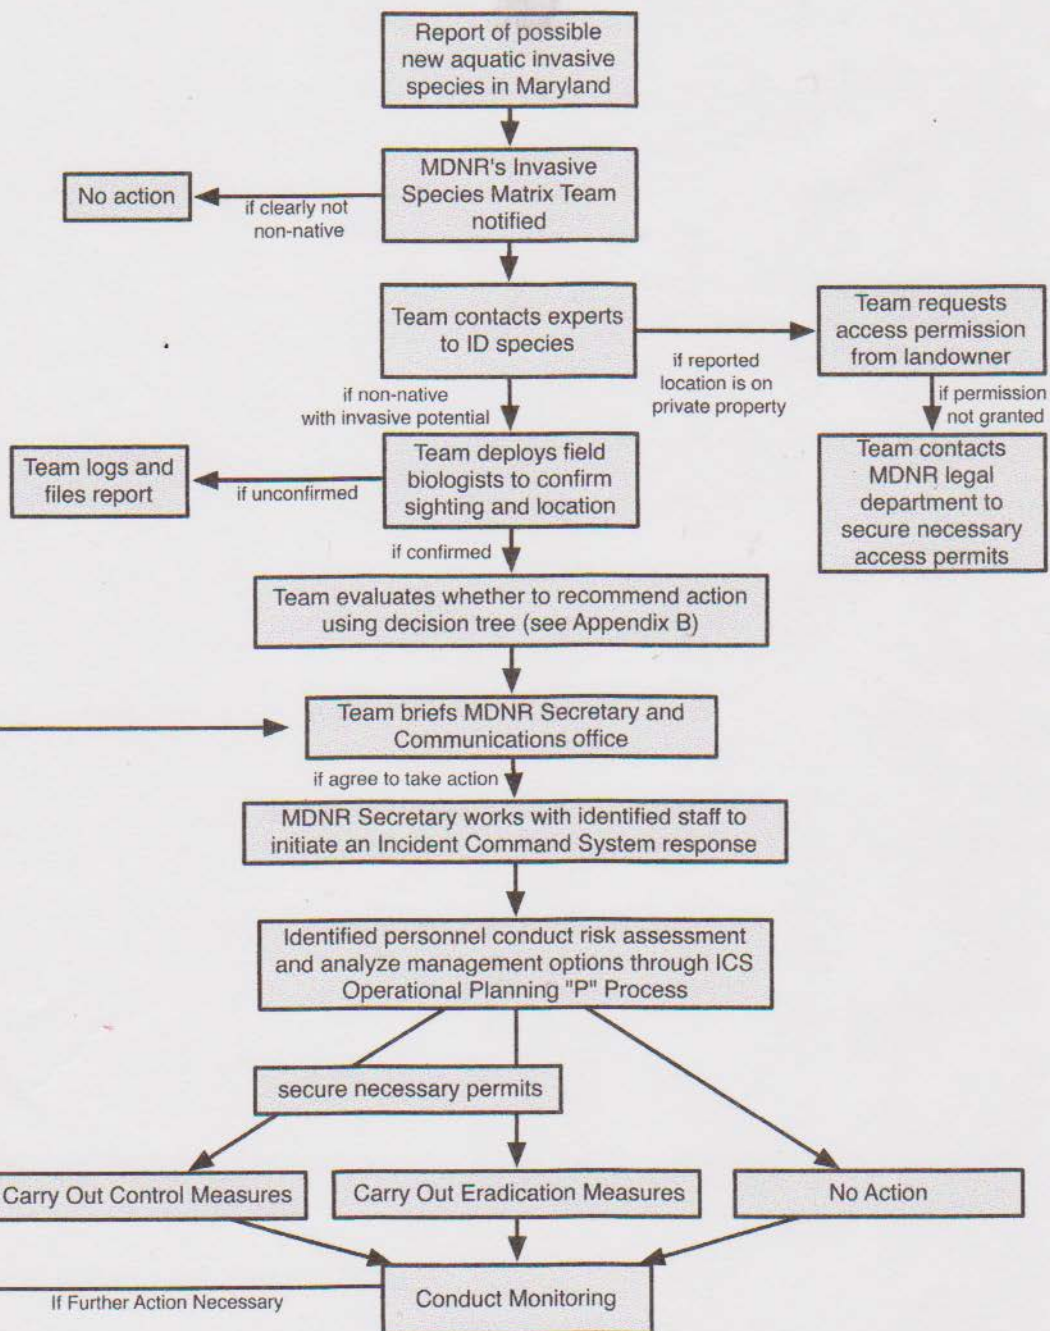 Report of possible
new aquatic invasive
species in Maryland
MDNR's Invasive
Species Matrix Team
notified
No action
if clearly not
non-native
Team contacts experts
to ID species
if reported
location is on
private property
Team requests
access permission
from landowner
if permission
not granted
Team contacts
MDNR legal
department to
secure necessary
access permits
if non-native
with invasive potential
Team deploys field
biologists to confirm
sighting and location
if unconfirmed
Team logs and
files report
if confirmed
Team evaluates whether to recommend action
using decision tree (see Appendix B)
Team briefs MDNR Secretary and
Communications office
if agree to take action
MDNR Secretary works with identified staff to
initiate an Incident Command System response
Identified personnel conduct risk assessment
and analyze management options through ICS
Operational Planning "P" Process
secure necessary permits
Carry Out Control Measures
Carry Out Eradication Measures
No Action
Conduct Monitoring
If Further Action Necessary